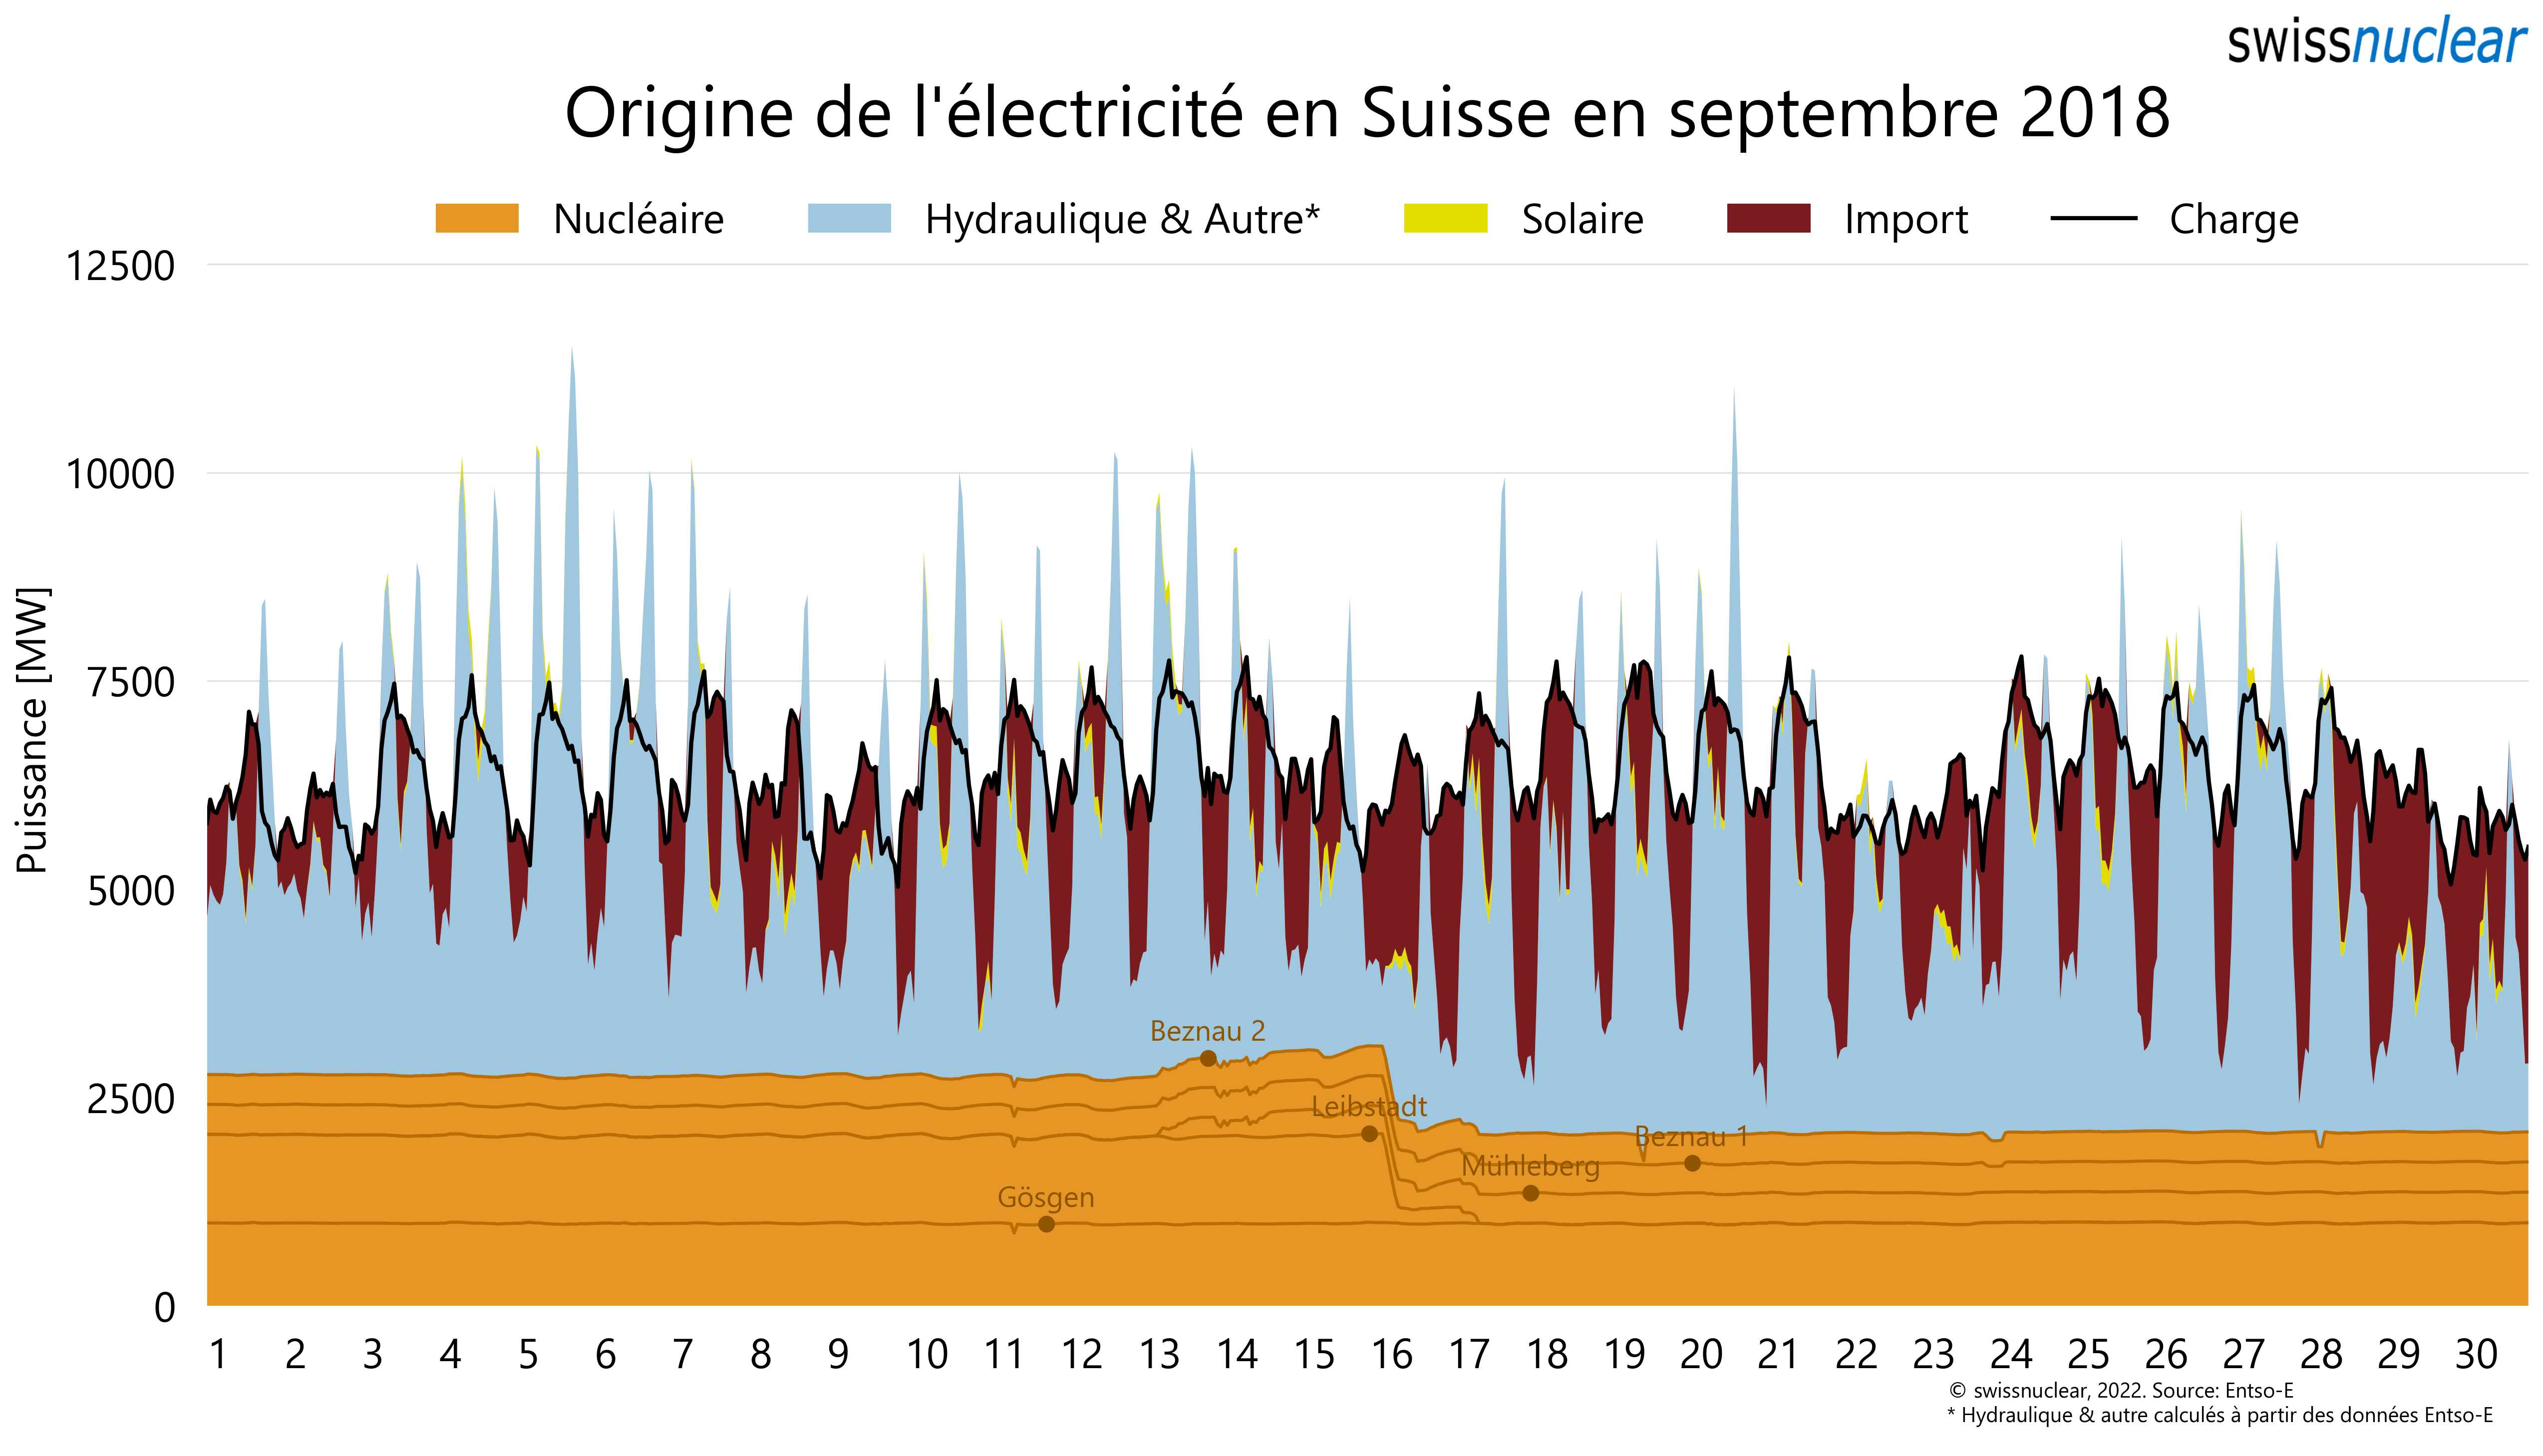 swissnuclear
Origine de l'électricité en Suisse en septembre 2018
Nucléaire Hydraulique & Autre* Solaire Import Charge
12500
10000
7500
5000
2500
0
Puissance [MW]
Beznau 2
Leibstadt
Beznau 1
Mühleberg
Gösgen
1 2 3 4 5 6 7 8 9 10 11 12 13 14 15 16 17 18 19 20 21 22 23 24 25 26 27 28 29 30
© swissnuclear, 2022. Source: Entso-E
* Hydraulique & autre calculés à partir des données Entso-E